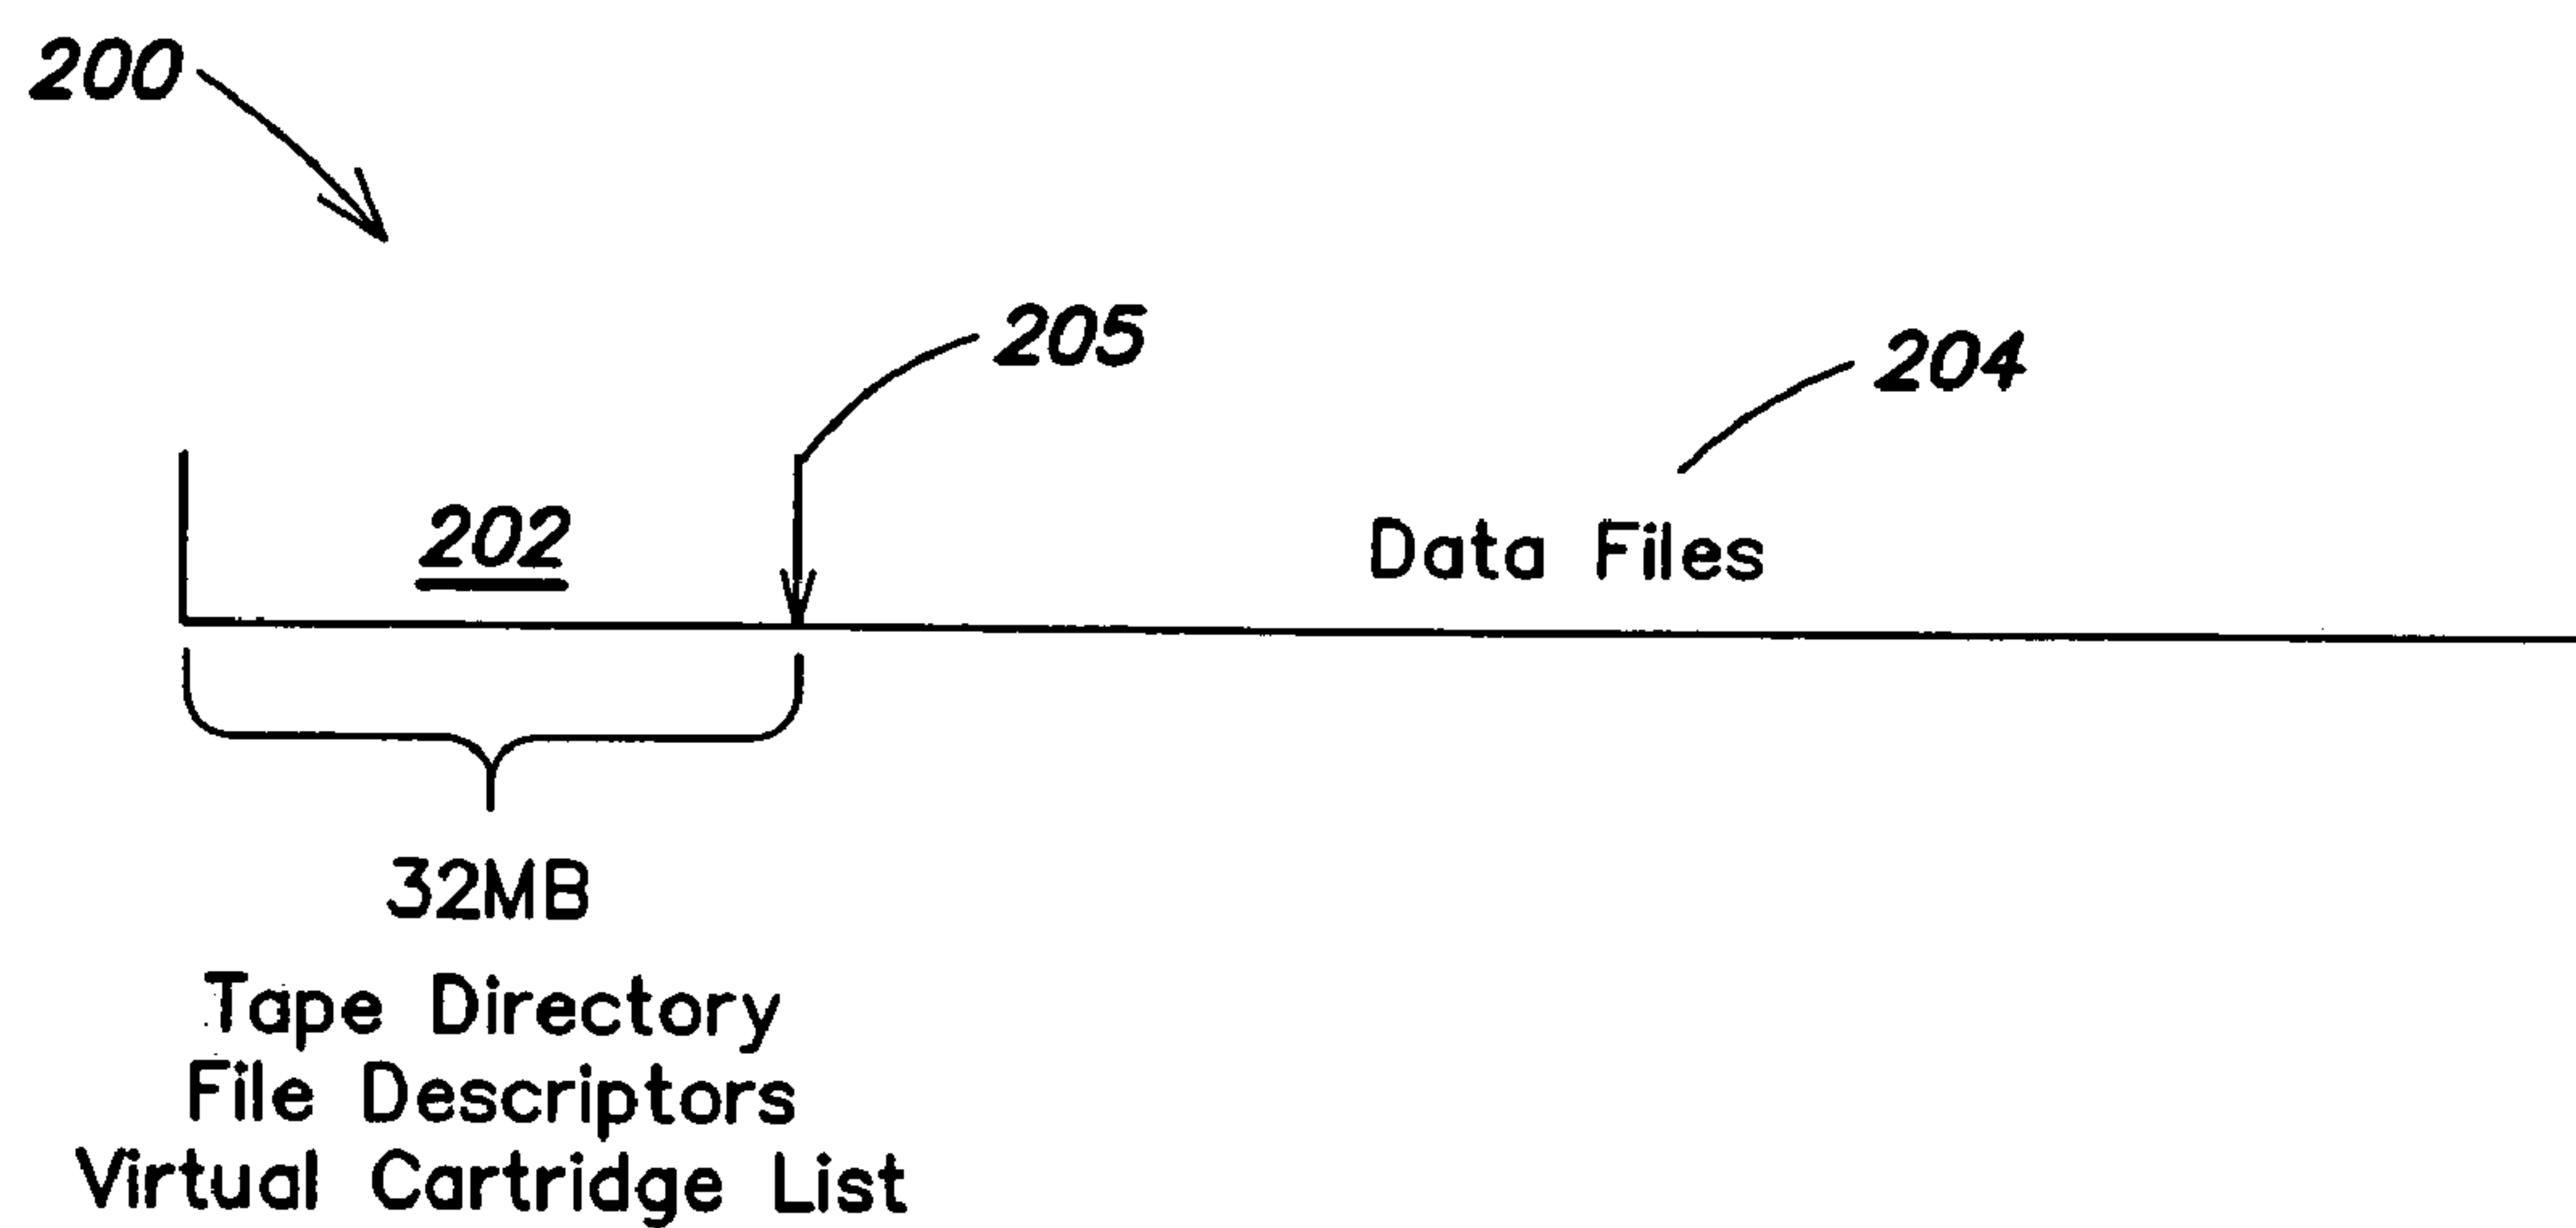 200
205
204
202
Data Files
32MB
Tape Directory
File Descriptors
Virtual Cartridge List